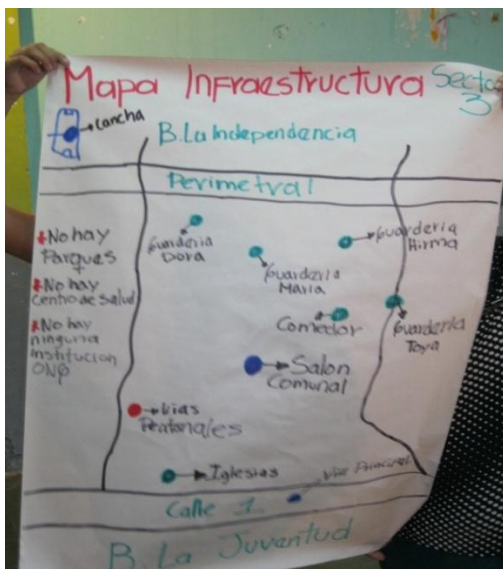 Mapa Infraestructura Sector
3
Cancha
B. La Independencia
Perimetral
No hay
Parques
No hay
Centro de Salud
No hay
ninguna
institucion
ONG
Guarderia
Dora
Guarderia
Maria
Guarderia
Hirma
Comedor
Guarderia
Toya
Salon
Comunal
Vias
Peatonales
Iglesias
Via Principal
Calle 1
B. La Juventud